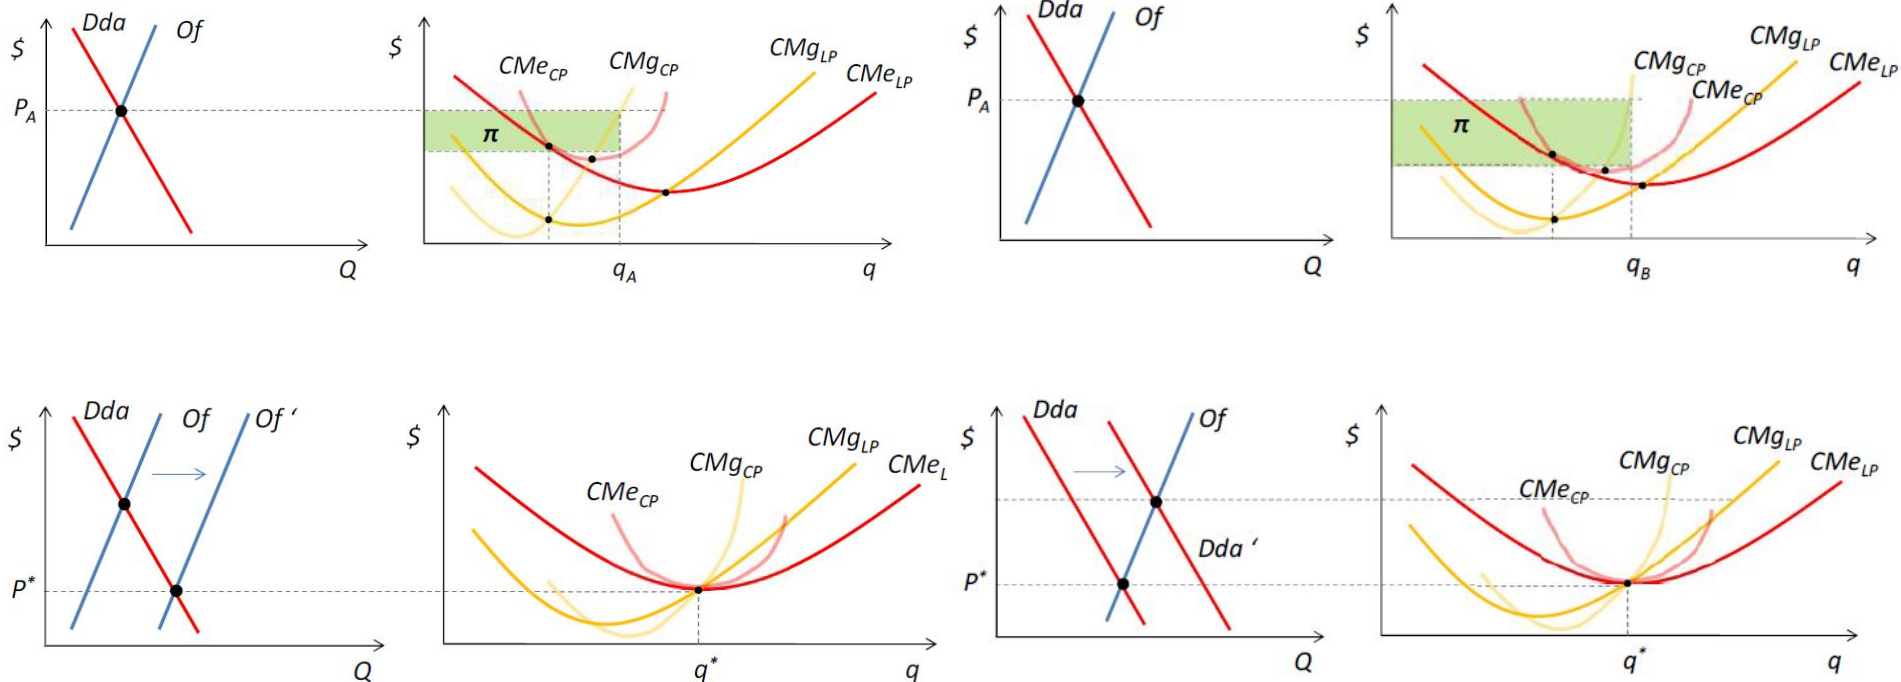 $
Dda
Of
P_A
Q
$
CMe_CP
CMg_CP
CMg_LP
CMe_LP
π
q_A
q
$
Dda
Of
P_A
Q
$
CMg_CP
CMe_CP
CMg_LP
CMe_LP
π
q_B
q
$
Dda
Of
Of ‘
P*
Q
$
CMe_CP
CMg_CP
CMg_LP
CMe_L
q*
q
$
Dda
Of
Dda ‘
P*
Q
$
CMe_CP
CMg_CP
CMg_LP
CMe_LP
q*
q